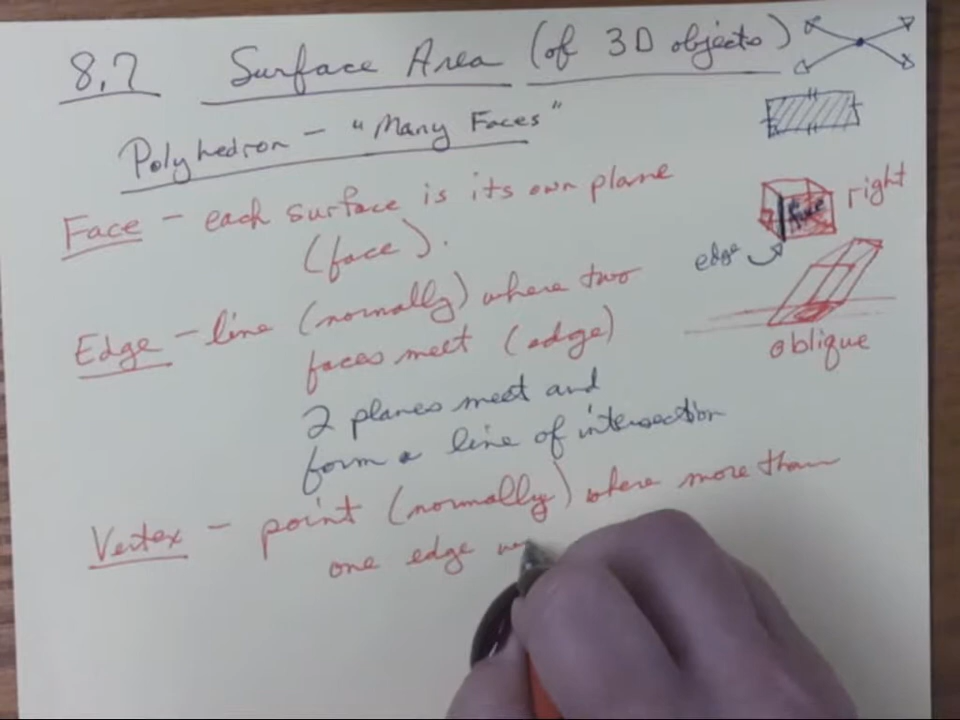 8.7 Surface Area (of 3D objects)
Polyhedron - "Many Faces"
Face - each surface is its own plane
(face).
right
face
edge
Edge - line (normally) where two
faces meet (edge)
oblique
2 planes meet and
form a line of intersection
Vertex - point (normally) where more than
one edge